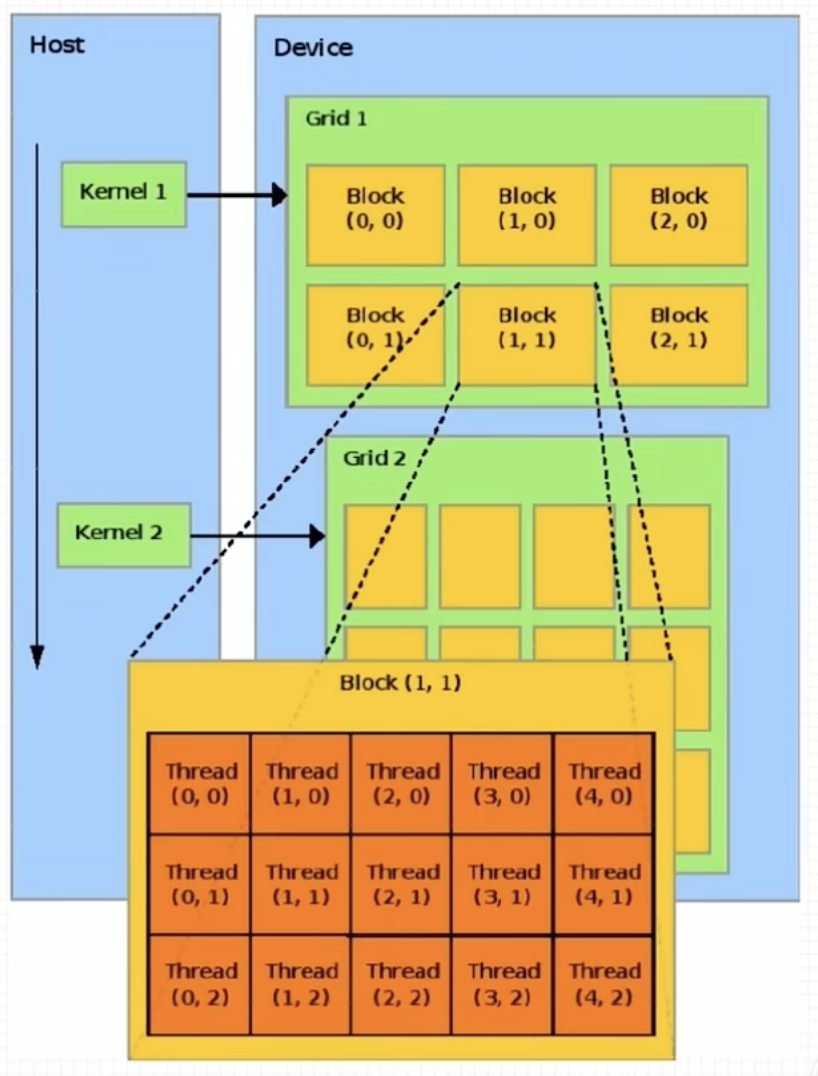 Host
Device
Grid 1
Kernel 1
Block
(0, 0)
Block
(1, 0)
Block
(2, 0)
Block
(0, 1)
Block
(1, 1)
Block
(2, 1)
Grid 2
Kernel 2
Block (1, 1)
Thread
(0, 0)
Thread
(1, 0)
Thread
(2, 0)
Thread
(3, 0)
Thread
(4, 0)
Thread
(0, 1)
Thread
(1, 1)
Thread
(2, 1)
Thread
(3, 1)
Thread
(4, 1)
Thread
(0, 2)
Thread
(1, 2)
Thread
(2, 2)
Thread
(3, 2)
Thread
(4, 2)